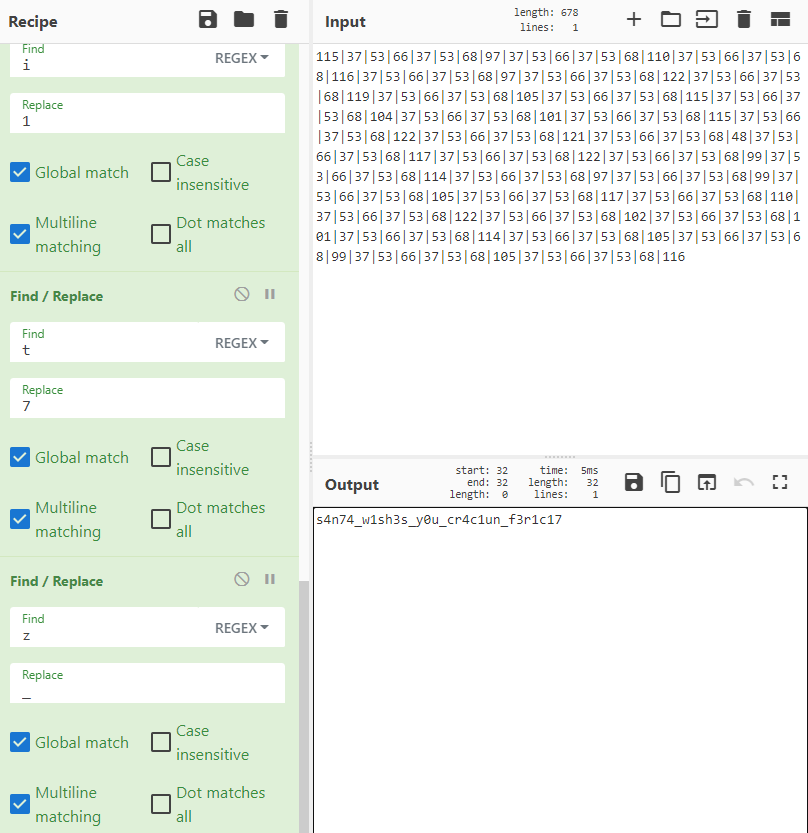 Recipe
Find
i
REGEX
Replace
1
Global match
Case insensitive
Multiline matching
Dot matches all
Find / Replace
Find
t
REGEX
Replace
7
Global match
Case insensitive
Multiline matching
Dot matches all
Find / Replace
Find
z
REGEX
Replace
_
Global match
Case insensitive
Multiline matching
Dot matches all
Input
length: 678
lines: 1
115|37|53|66|37|53|68|97|37|53|66|37|53|68|110|37|53|66|37|53|6
8|116|37|53|66|37|53|68|97|37|53|66|37|53|68|122|37|53|66|37|53
|68|119|37|53|66|37|53|68|105|37|53|66|37|53|68|115|37|53|66|37
|53|68|104|37|53|66|37|53|68|101|37|53|66|37|53|68|115|37|53|66
|37|53|68|122|37|53|66|37|53|68|121|37|53|66|37|53|68|48|37|53|
66|37|53|68|117|37|53|66|37|53|68|122|37|53|66|37|53|68|99|37|5
3|66|37|53|68|114|37|53|66|37|53|68|97|37|53|66|37|53|68|99|37|
53|66|37|53|68|105|37|53|66|37|53|68|117|37|53|66|37|53|68|110|
37|53|66|37|53|68|122|37|53|66|37|53|68|102|37|53|66|37|53|68|1
01|37|53|66|37|53|68|114|37|53|66|37|53|68|105|37|53|66|37|53|6
8|99|37|53|66|37|53|68|105|37|53|66|37|53|68|116
Output
start: 32
end: 32
length: 0
time: 5ms
length: 32
lines: 1
s4n74_w1sh3s_y0u_cr4c1un_f3r1c17